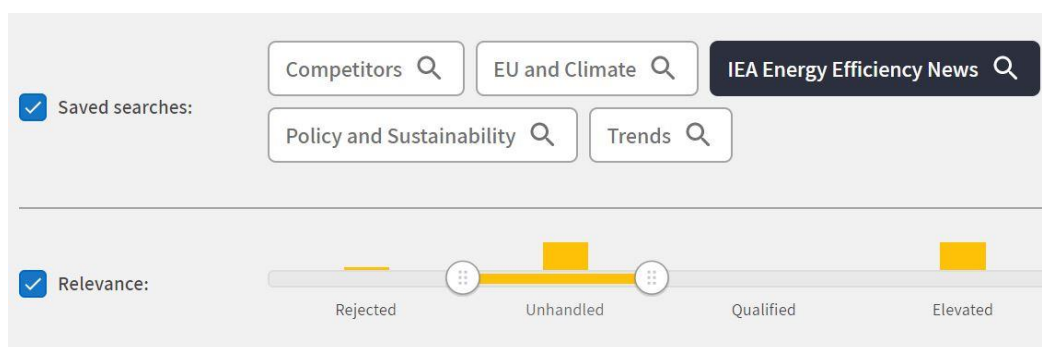 Competitors
EU and Climate
IEA Energy Efficiency News
Saved searches:
Policy and Sustainability
Trends
Relevance:
Rejected
Unhandled
Qualified
Elevated